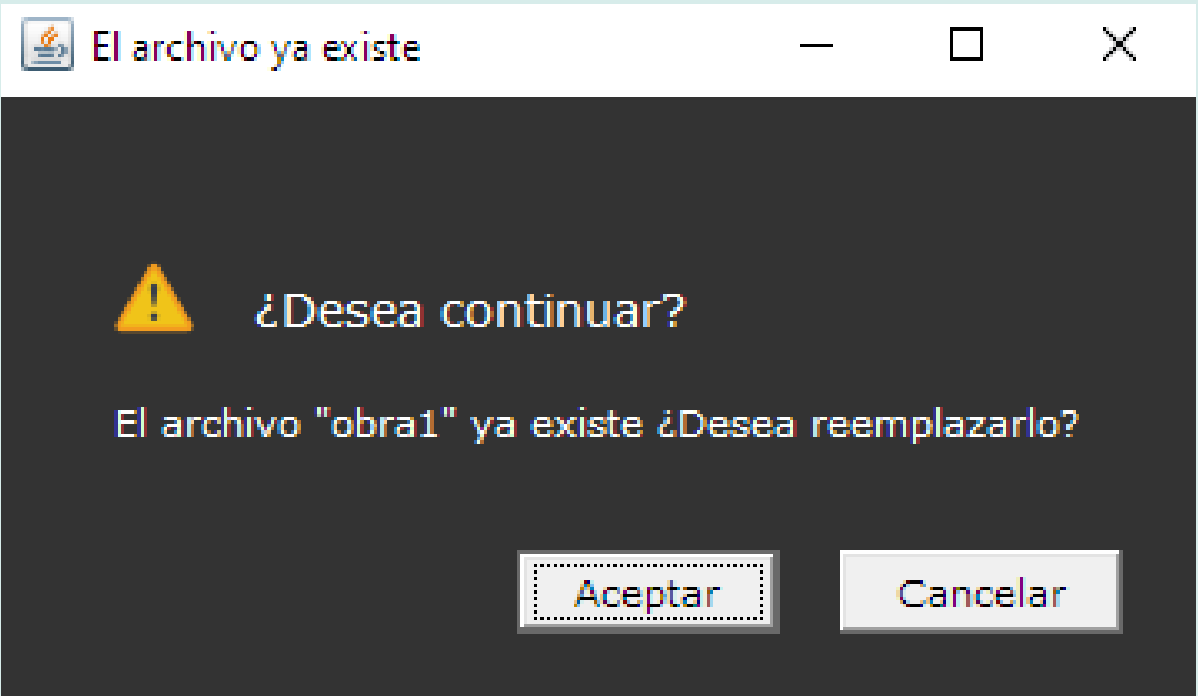 El archivo ya existe
¿Desea continuar?
El archivo "obra1" ya existe ¿Desea reemplazarlo?
Aceptar Cancelar